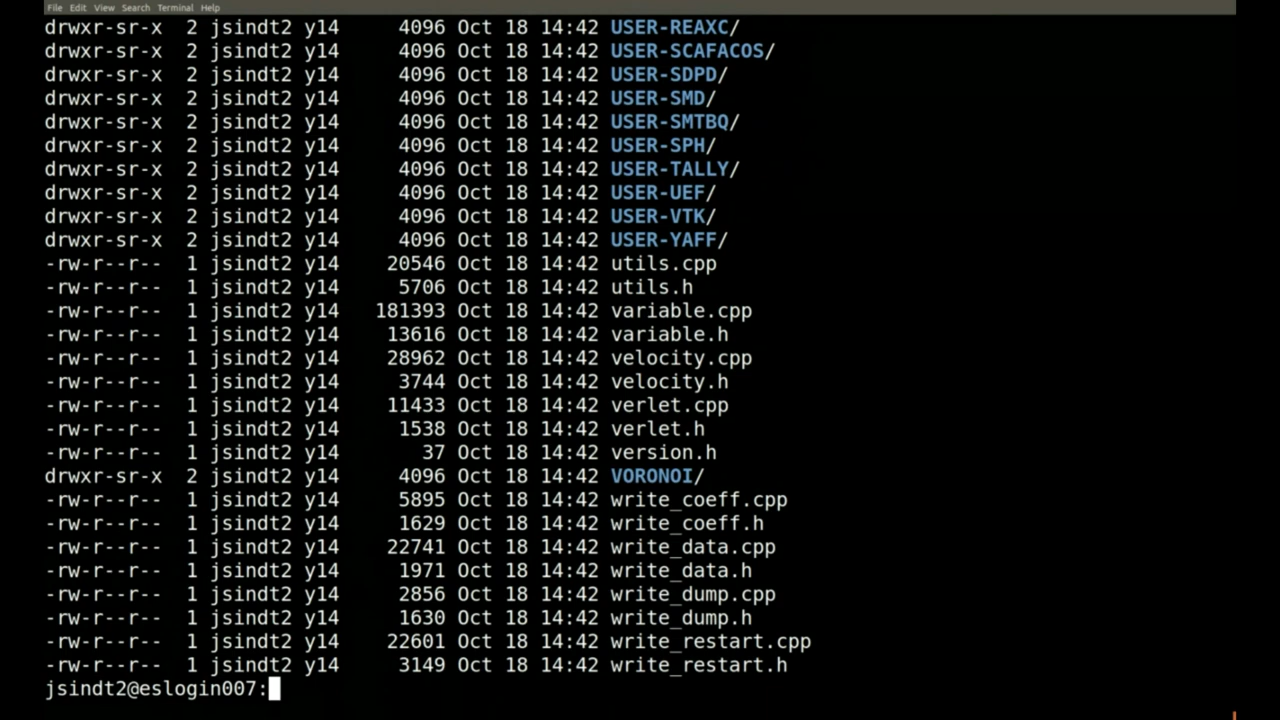 File Edit View Search Terminal Help
drwxr-sr-x 2 jsindt2 y14 4096 Oct 18 14:42 USER-REAXC/
drwxr-sr-x 2 jsindt2 y14 4096 Oct 18 14:42 USER-SCAFACOS/
drwxr-sr-x 2 jsindt2 y14 4096 Oct 18 14:42 USER-SDPD/
drwxr-sr-x 2 jsindt2 y14 4096 Oct 18 14:42 USER-SMD/
drwxr-sr-x 2 jsindt2 y14 4096 Oct 18 14:42 USER-SMTBQ/
drwxr-sr-x 2 jsindt2 y14 4096 Oct 18 14:42 USER-SPH/
drwxr-sr-x 2 jsindt2 y14 4096 Oct 18 14:42 USER-TALLY/
drwxr-sr-x 2 jsindt2 y14 4096 Oct 18 14:42 USER-UEF/
drwxr-sr-x 2 jsindt2 y14 4096 Oct 18 14:42 USER-VTK/
drwxr-sr-x 2 jsindt2 y14 4096 Oct 18 14:42 USER-YAFF/
-rw-r--r-- 1 jsindt2 y14 20546 Oct 18 14:42 utils.cpp
-rw-r--r-- 1 jsindt2 y14 5706 Oct 18 14:42 utils.h
-rw-r--r-- 1 jsindt2 y14 181393 Oct 18 14:42 variable.cpp
-rw-r--r-- 1 jsindt2 y14 13616 Oct 18 14:42 variable.h
-rw-r--r-- 1 jsindt2 y14 28962 Oct 18 14:42 velocity.cpp
-rw-r--r-- 1 jsindt2 y14 3744 Oct 18 14:42 velocity.h
-rw-r--r-- 1 jsindt2 y14 11433 Oct 18 14:42 verlet.cpp
-rw-r--r-- 1 jsindt2 y14 1538 Oct 18 14:42 verlet.h
-rw-r--r-- 1 jsindt2 y14 37 Oct 18 14:42 version.h
drwxr-sr-x 2 jsindt2 y14 4096 Oct 18 14:42 VORONOI/
-rw-r--r-- 1 jsindt2 y14 5895 Oct 18 14:42 write_coeff.cpp
-rw-r--r-- 1 jsindt2 y14 1629 Oct 18 14:42 write_coeff.h
-rw-r--r-- 1 jsindt2 y14 22741 Oct 18 14:42 write_data.cpp
-rw-r--r-- 1 jsindt2 y14 1971 Oct 18 14:42 write_data.h
-rw-r--r-- 1 jsindt2 y14 2856 Oct 18 14:42 write_dump.cpp
-rw-r--r-- 1 jsindt2 y14 1630 Oct 18 14:42 write_dump.h
-rw-r--r-- 1 jsindt2 y14 22601 Oct 18 14:42 write_restart.cpp
-rw-r--r-- 1 jsindt2 y14 3149 Oct 18 14:42 write_restart.h
jsindt2@eslogin007: